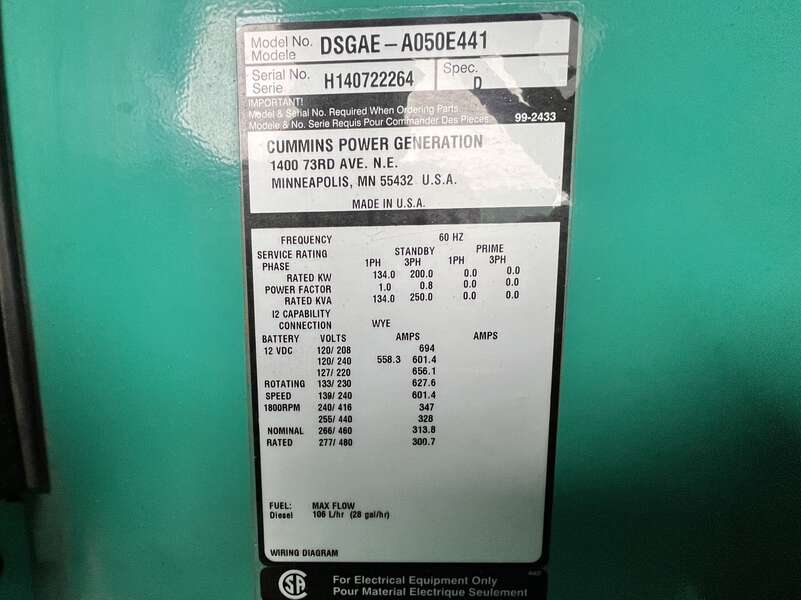 Model No. DSGAE-A050E441
Modele
Serial No. H140722264 Spec. D
Serie
IMPORTANT!
Model & Serial No. Required When Ordering Parts
Modele & No. Serie Requis Pour Commander Des Pieces 99-2433
CUMMINS POWER GENERATION
1400 73RD AVE. N.E.
MINNEAPOLIS, MN 55432 U.S.A.
MADE IN U.S.A.
FREQUENCY 60 HZ
SERVICE RATING STANDBY PRIME
PHASE 1PH 3PH 1PH 3PH
RATED KW 134.0 200.0 0.0 0.0
POWER FACTOR 1.0 0.8 0.0 0.0
RATED KVA 134.0 250.0 0.0 0.0
I2 CAPABILITY
CONNECTION WYE
BATTERY VOLTS AMPS AMPS
12 VDC 120/ 208 694
120/ 240 558.3 601.4
127/ 220 656.1
ROTATING 133/ 230 627.6
SPEED 139/ 240 601.4
1800RPM 240/ 416 347
255/ 440 328
NOMINAL 266/ 460 313.8
RATED 277/ 480 300.7
FUEL: MAX FLOW
Diesel 106 L/hr (28 gal/hr)
WIRING DIAGRAM
CSA For Electrical Equipment Only
Pour Material Electrique Seulement